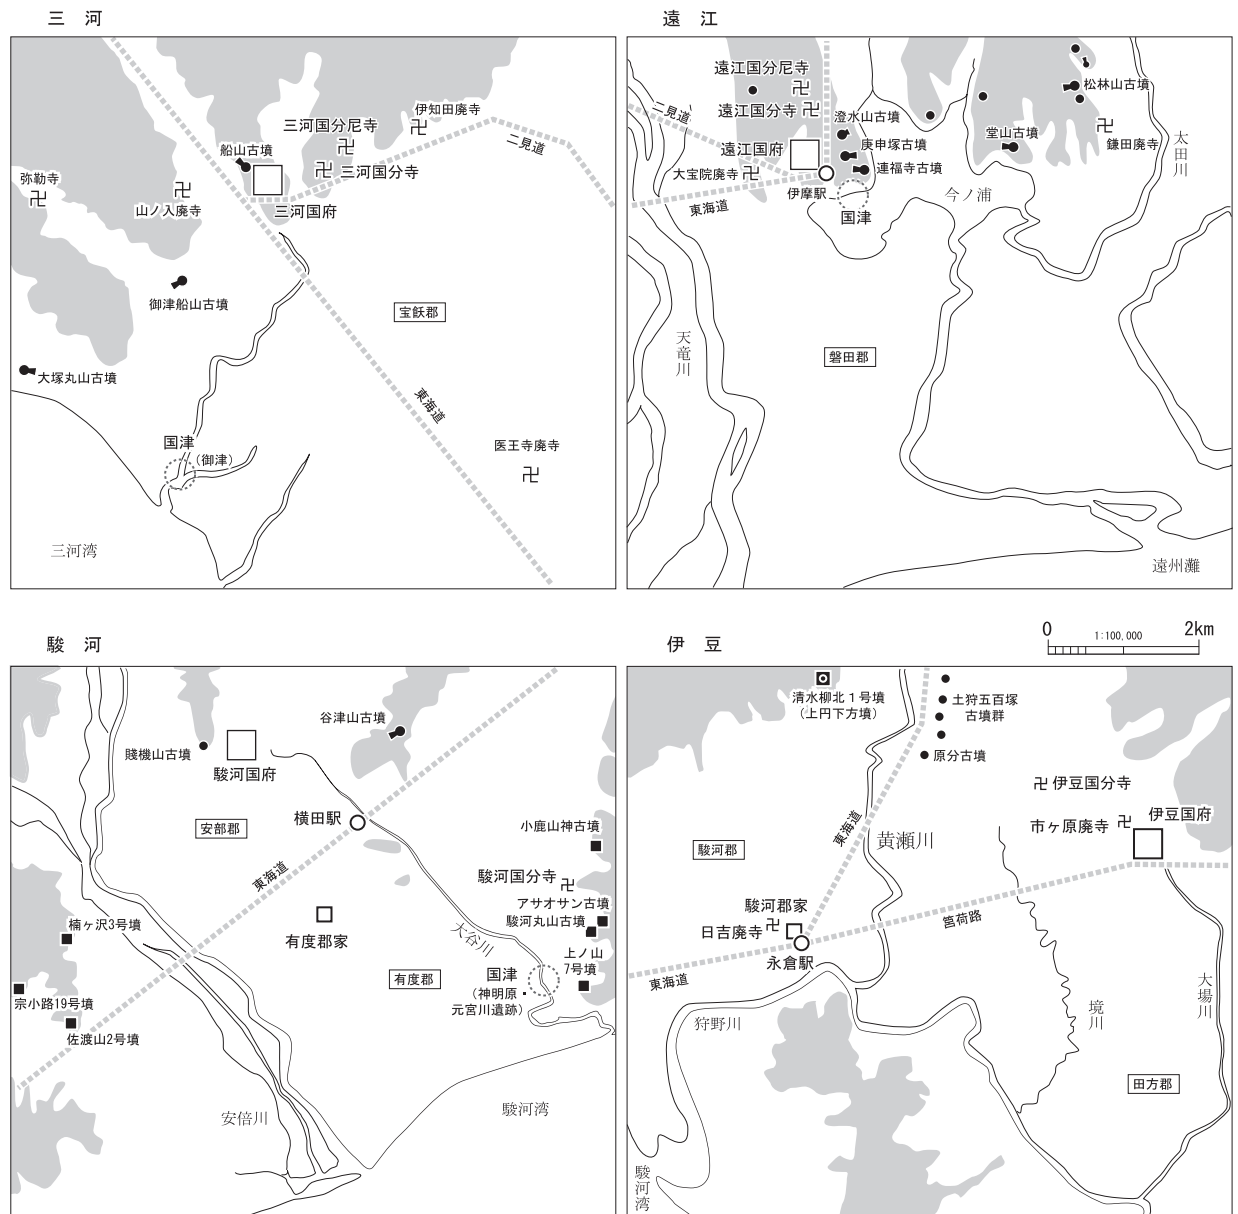 三　河
伊知田廃寺
三河国分尼寺
二見道
船山古墳
三河国分寺
弥勒寺
山ノ入廃寺
三河国府
御津船山古墳
宝飫郡
大塚丸山古墳
東海道
国津
（御津）
医王寺廃寺
三河湾
遠　江
遠江国分尼寺
松林山古墳
二見道
遠江国分寺
澄水山古墳
堂山古墳
鎌田廃寺
太田川
遠江国府
庚申塚古墳
大宝院廃寺
連福寺古墳
伊摩駅
今ノ浦
東海道
国津
天竜川
磐田郡
遠州灘
駿　河
谷津山古墳
賤機山古墳
駿河国府
横田駅
安部郡
小鹿山神古墳
東海道
駿河国分寺
アサオサン古墳
駿河丸山古墳
楠ヶ沢3号墳
有度郡家
大谷川
上ノ山
7号墳
国津
有度郡
（神明原・
元宮川遺跡）
宗小路19号墳
佐渡山2号墳
安倍川
駿河湾
伊　豆
0
1:100,000
2km
清水柳北１号墳
（上円下方墳）
土狩五百塚
古墳群
原分古墳
伊豆国分寺
市ヶ原廃寺
伊豆国府
東海道
黄瀬川
駿河郡
駿河郡家
日吉廃寺
筥荷路
永倉駅
東海道
狩野川
境川
大場川
田方郡
駿河湾